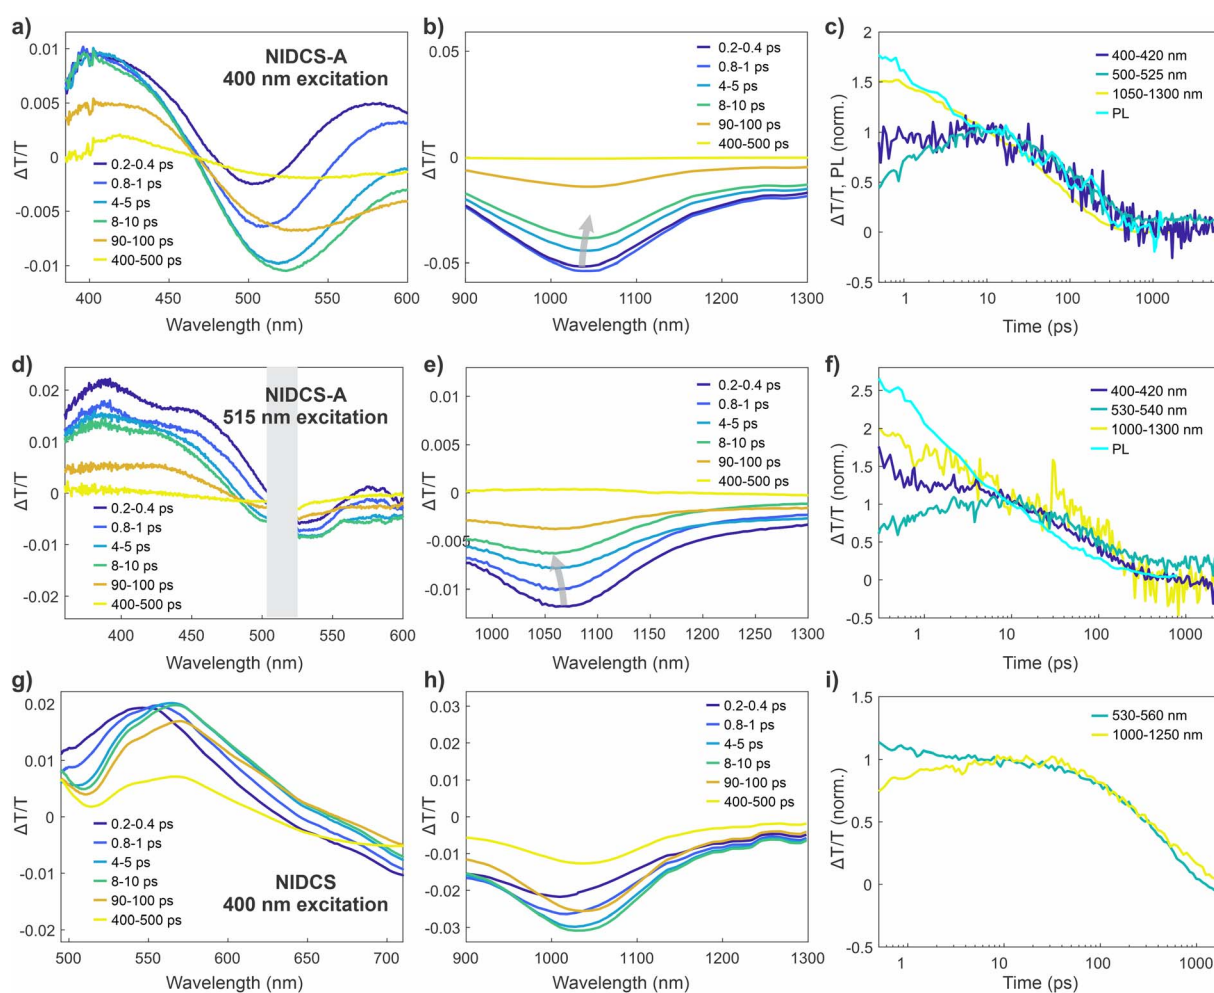 a)
NIDCS-A
400 nm excitation
0.01
0.005
0
-0.005
-0.01
ΔT/T
0.2-0.4 ps
0.8-1 ps
4-5 ps
8-10 ps
90-100 ps
400-500 ps
400
450
500
550
600
Wavelength (nm)
b)
0.05
0
-0.05
ΔT/T
0.2-0.4 ps
0.8-1 ps
4-5 ps
8-10 ps
90-100 ps
400-500 ps
900
1000
1100
1200
1300
Wavelength (nm)
c)
2
1.5
1
0.5
0
-0.5
ΔT/T, PL (norm.)
400-420 nm
500-525 nm
1050-1300 nm
PL
1
10
100
1000
Time (ps)
d)
NIDCS-A
515 nm excitation
0.02
0.01
0
-0.01
-0.02
ΔT/T
0.2-0.4 ps
0.8-1 ps
4-5 ps
8-10 ps
90-100 ps
400-500 ps
400
450
500
550
600
Wavelength (nm)
e)
0.01
0.005
0
-0.005
-0.01
ΔT/T
0.2-0.4 ps
0.8-1 ps
4-5 ps
8-10 ps
90-100 ps
400-500 ps
1000
1050
1100
1150
1200
1250
1300
Wavelength (nm)
f)
2.5
2
1.5
1
0.5
0
-0.5
ΔT/T (norm.)
400-420 nm
530-540 nm
1000-1300 nm
PL
1
10
100
1000
Time (ps)
g)
0.02
0.01
0
-0.01
-0.02
ΔT/T
0.2-0.4 ps
0.8-1 ps
4-5 ps
8-10 ps
90-100 ps
400-500 ps
NIDCS
400 nm excitation
500
550
600
650
700
Wavelength (nm)
h)
0.03
0.02
0.01
0
-0.01
-0.02
-0.03
ΔT/T
0.2-0.4 ps
0.8-1 ps
4-5 ps
8-10 ps
90-100 ps
400-500 ps
900
1000
1100
1200
1300
Wavelength (nm)
i)
1.5
1
0.5
0
-0.5
ΔT/T (norm.)
530-560 nm
1000-1250 nm
1
10
100
1000
Time (ps)